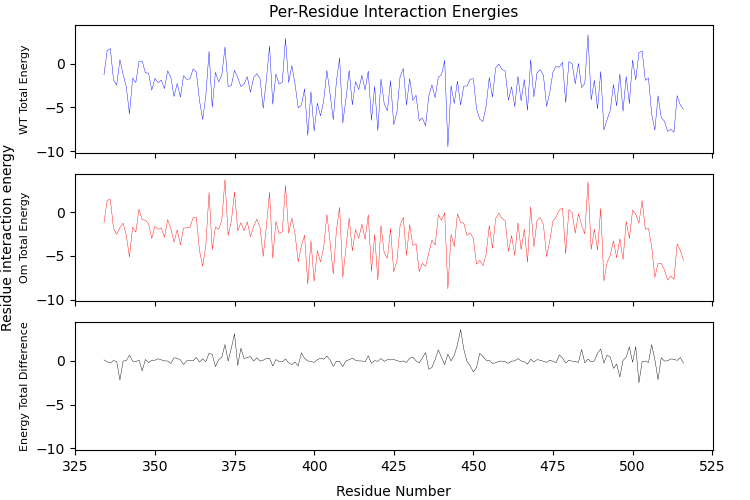 Per-Residue Interaction Energies
Residue interaction energy
WT Total Energy
0
−5
−10
Om Total Energy
0
−5
−10
Energy Total Difference
0
−5
−10
325 350 375 400 425 450 475 500 525
Residue Number